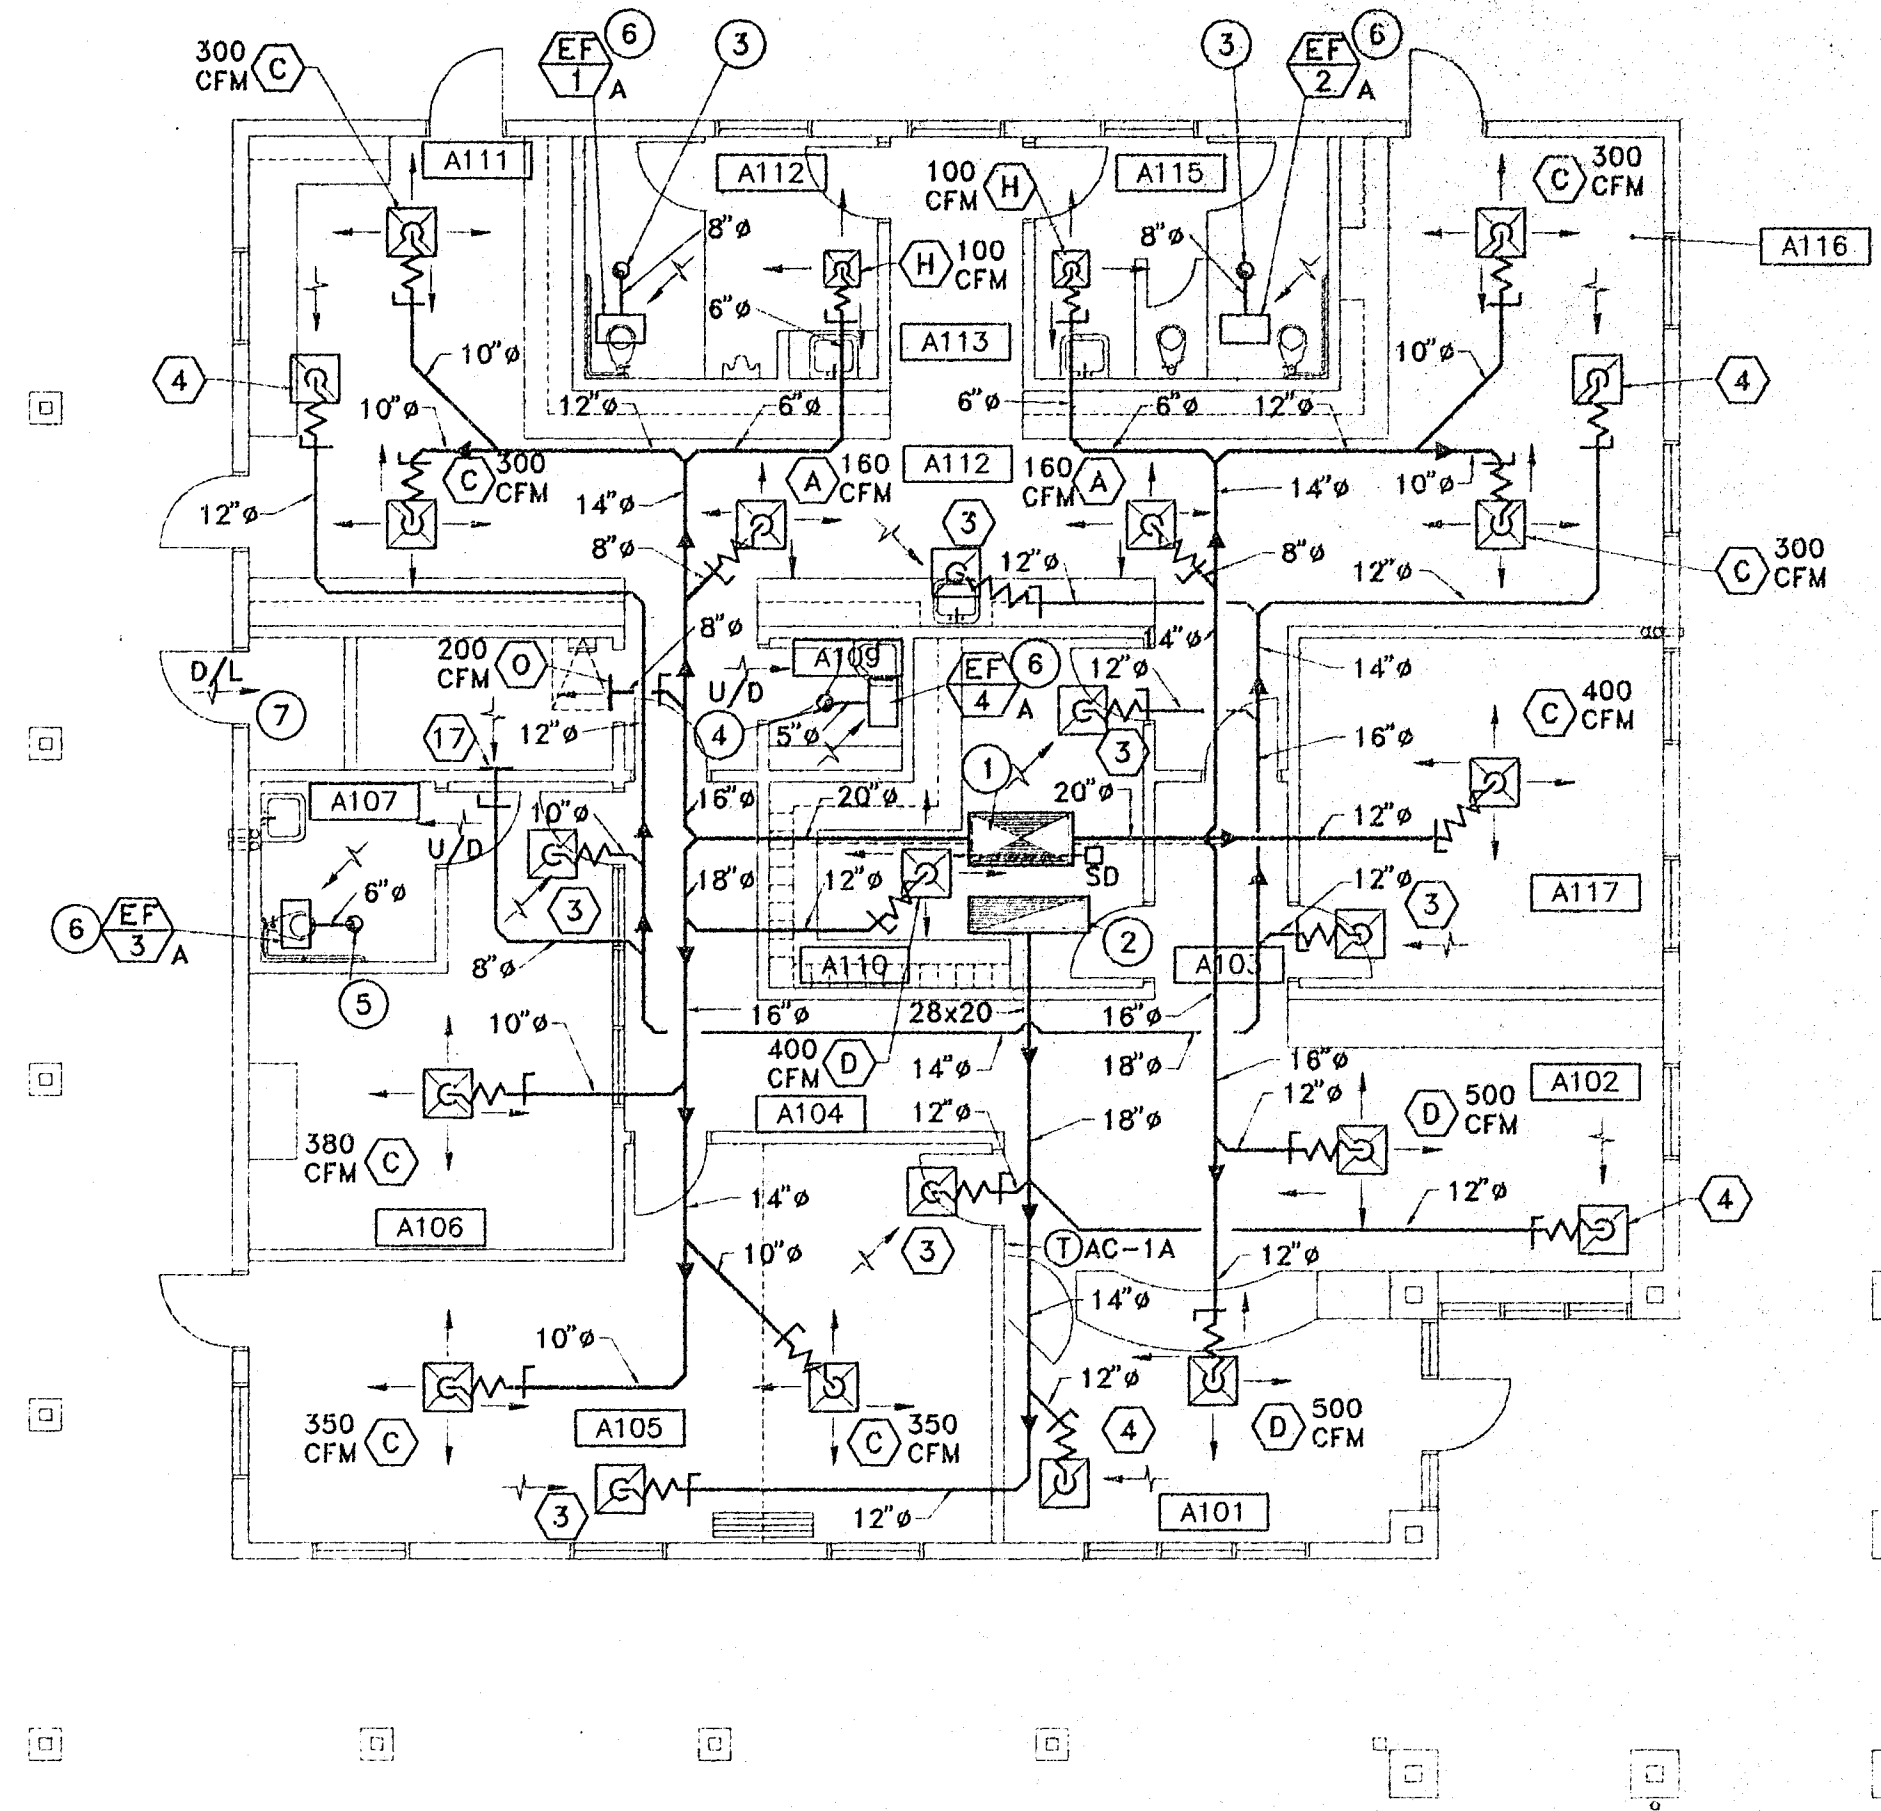 300
CFM
C
EF
1
A
6
3
3
EF
2
A
6
A111
A112
100
CFM
H
A115
C
300
CFM
A116
8"ø
H
100
CFM
8"ø
6"ø
A113
4
10"ø
10"ø
4
10"ø
12"ø
6"ø
6"ø
6"ø
12"ø
C
300
CFM
A
160
CFM
A112
160
CFM
A
12"ø
14"ø
14"ø
10"ø
3
8"ø
12"ø
8"ø
12"ø
C
300
CFM
8"ø
14"ø
200
CFM
O
A109
EF
4
A
6
12"ø
14"ø
D/L
U/D
7
17
12"ø
4
5"ø
3
16"ø
C
400
CFM
1
A107
10"ø
16"ø
20"ø
20"ø
12"ø
U/D
18"ø
12"ø
SD
12"ø
6
EF
3
A
6"ø
3
3
A117
2
8"ø
A110
A103
5
10"ø
16"ø
28x20
16"ø
400
CFM
D
14"ø
18"ø
16"ø
A102
12"ø
D
500
CFM
A104
12"ø
18"ø
380
CFM
C
14"ø
12"ø
4
A106
10"ø
3
T
AC-1A
12"ø
14"ø
10"ø
12"ø
350
CFM
C
A105
C
350
CFM
4
D
500
CFM
3
12"ø
A101